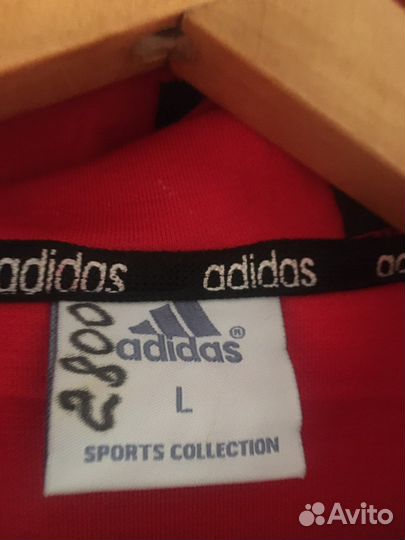 adidas adidas adidas
2800
adidas®
L
SPORTS COLLECTION
Avito